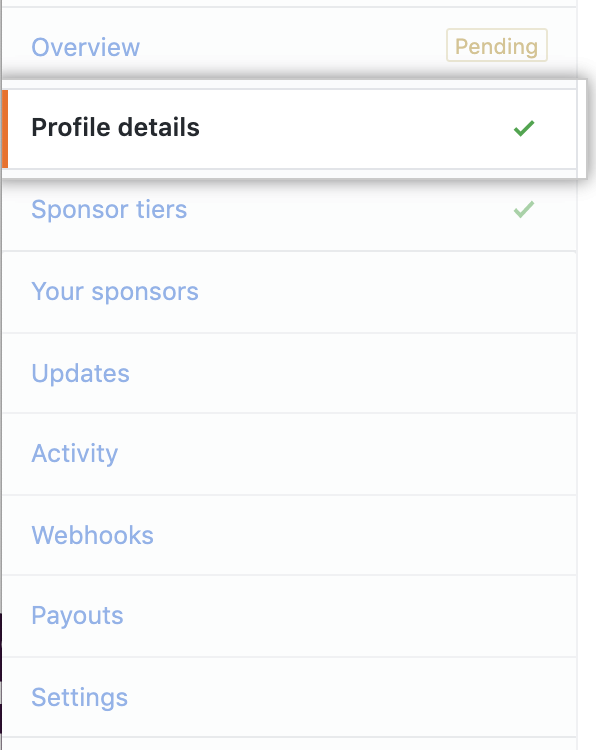 Overview Pending
Profile details
Sponsor tiers
Your sponsors
Updates
Activity
Webhooks
Payouts
Settings